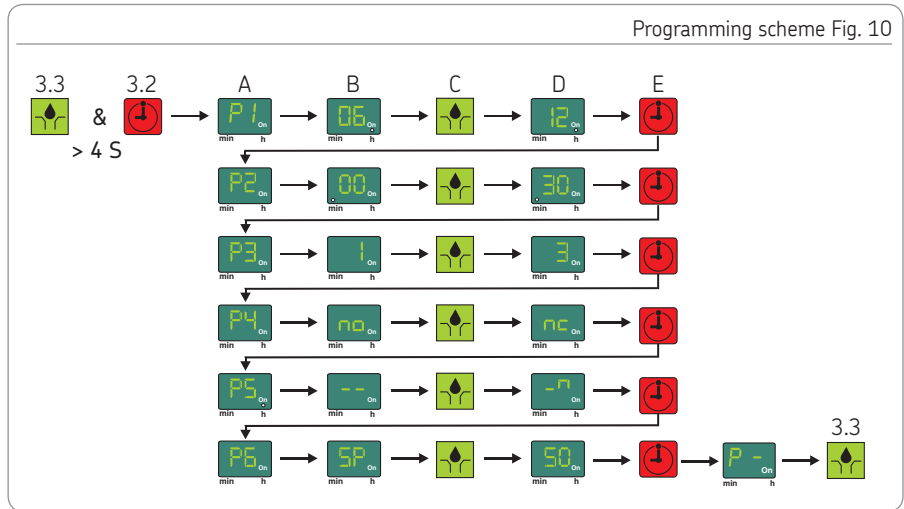 Programming scheme Fig. 10
3.3 3.2 A B C D E
& 
> 4 S
P1 On 06 On 12 On
min h min h min h
P2 On 00 On 30 On
min h min h min h
P3 On 1 On 3 On
min h min h min h
P4 On no On nc On
min h min h min h
P5 On -- On -n On
min h min h min h
3.3
P6 On SP On SO On P - On
min h min h min h min h